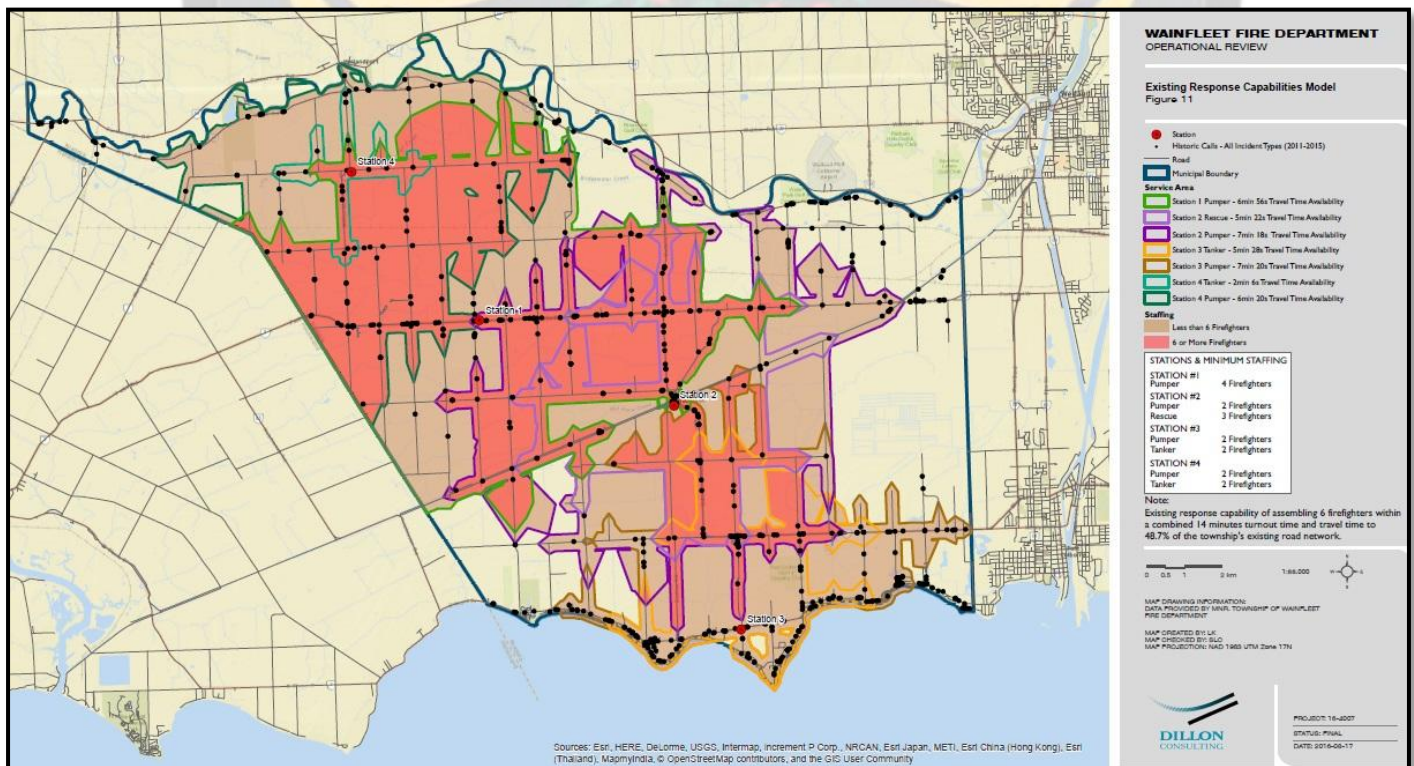 WAINFLEET FIRE DEPARTMENT
OPERATIONAL REVIEW
Existing Response Capabilities Model
Figure 11
Station
Historic Calls - All Incident Types (2011-2015)
Road
Municipal Boundary
Service Area
Station 1 Pumper - 6min 56s Travel Time Availability
Station 2 Rescue - 5min 22s Travel Time Availability
Station 2 Pumper - 7min 18s Travel Time Availability
Station 3 Tanker - 5min 28s Travel Time Availability
Station 3 Pumper - 7min 20s Travel Time Availability
Station 4 Tanker - 2min 6s Travel Time Availability
Station 4 Pumper - 6min 20s Travel Time Availability
Staffing
Less than 6 Firefighters
6 or More Firefighters
STATIONS & MINIMUM STAFFING
STATION #1
Pumper 4 Firefighters
STATION #2
Pumper 2 Firefighters
Rescue 3 Firefighters
STATION #3
Pumper 2 Firefighters
Tanker 2 Firefighters
STATION #4
Pumper 2 Firefighters
Tanker 2 Firefighters
Note:
Existing response capability of assembling 6 firefighters within
a combined 14 minutes turnout time and travel time to
48.7% of the township's existing road network.
0 0.5 1 2 km
MAP DRAWING INFORMATION:
DATA PROVIDED BY MNR, TOWNSHIP OF WAINFLEET
FIRE DEPARTMENT
MAP CREATED BY: LK
MAP CHECKED BY: SLC
MAP PROJECTION: NAD 1983 UTM Zone 17N
DILLON
CONSULTING
STATUS: FINAL
Station 4
Station 1
Station 2
Station 3
Sources: Esri, HERE, DeLorme, USGS, Intermap, increment P Corp., NRCAN, Esri Japan, METI, Esri China (Hong Kong), Esri
(Thailand), MapmyIndia, © OpenStreetMap contributors, and the GIS User Community